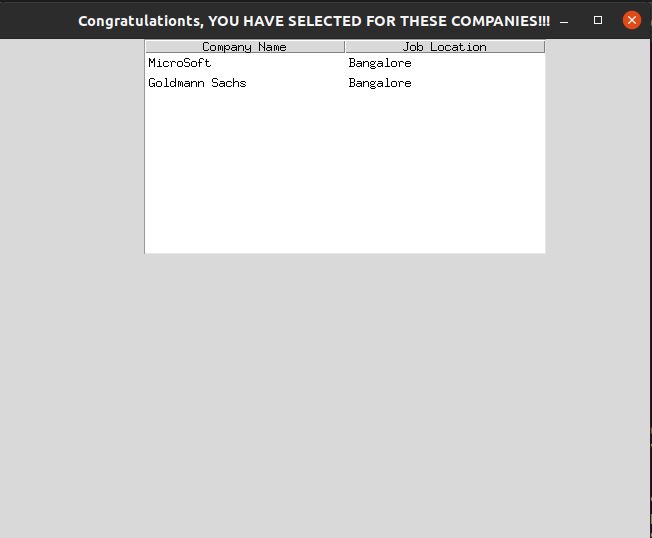 Congratulationts, YOU HAVE SELECTED FOR THESE COMPANIES!!!
Company Name Job Location
MicroSoft Bangalore
Goldmann Sachs Bangalore